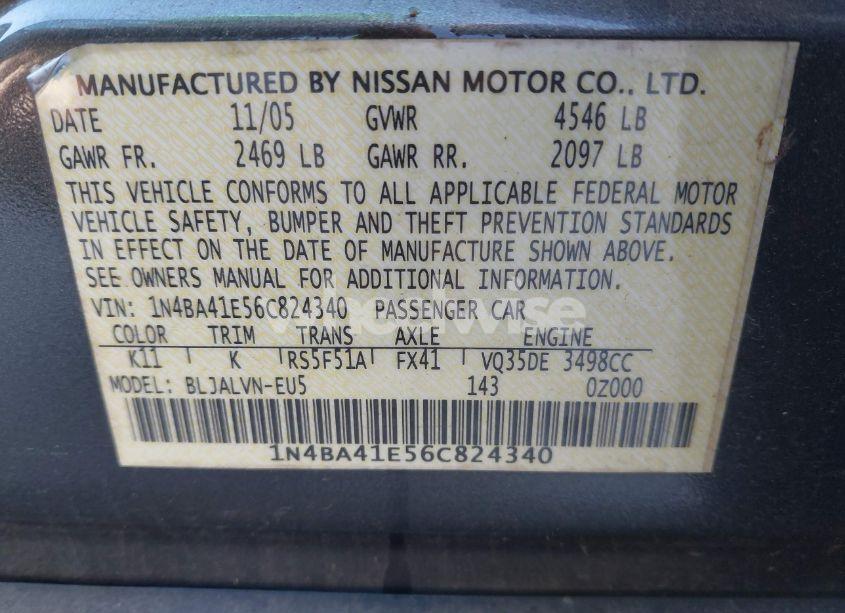 MANUFACTURED BY NISSAN MOTOR CO., LTD.
DATE 11/05 GVWR 4546 LB
GAWR FR. 2469 LB GAWR RR. 2097 LB
THIS VEHICLE CONFORMS TO ALL APPLICABLE FEDERAL MOTOR
VEHICLE SAFETY, BUMPER AND THEFT PREVENTION STANDARDS
IN EFFECT ON THE DATE OF MANUFACTURE SHOWN ABOVE.
SEE OWNERS MANUAL FOR ADDITIONAL INFORMATION.
VIN: 1N4BA41E56C824340 PASSENGER CAR
COLOR TRIM TRANS AXLE ENGINE
K11 K RS5F51A FX41 VQ35DE 3498CC
MODEL: BLJALVN-EU5 143 0Z000
1N4BA41E56C824340